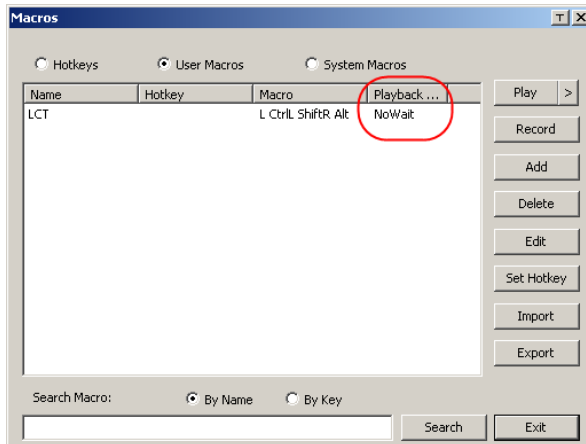 Macros
Hotkeys User Macros System Macros
Name Hotkey Macro Playback ...
LCT L CtrlL ShiftR Alt NoWait
Play >
Record
Add
Delete
Edit
Set Hotkey
Import
Export
Search Macro: By Name By Key
Search Exit